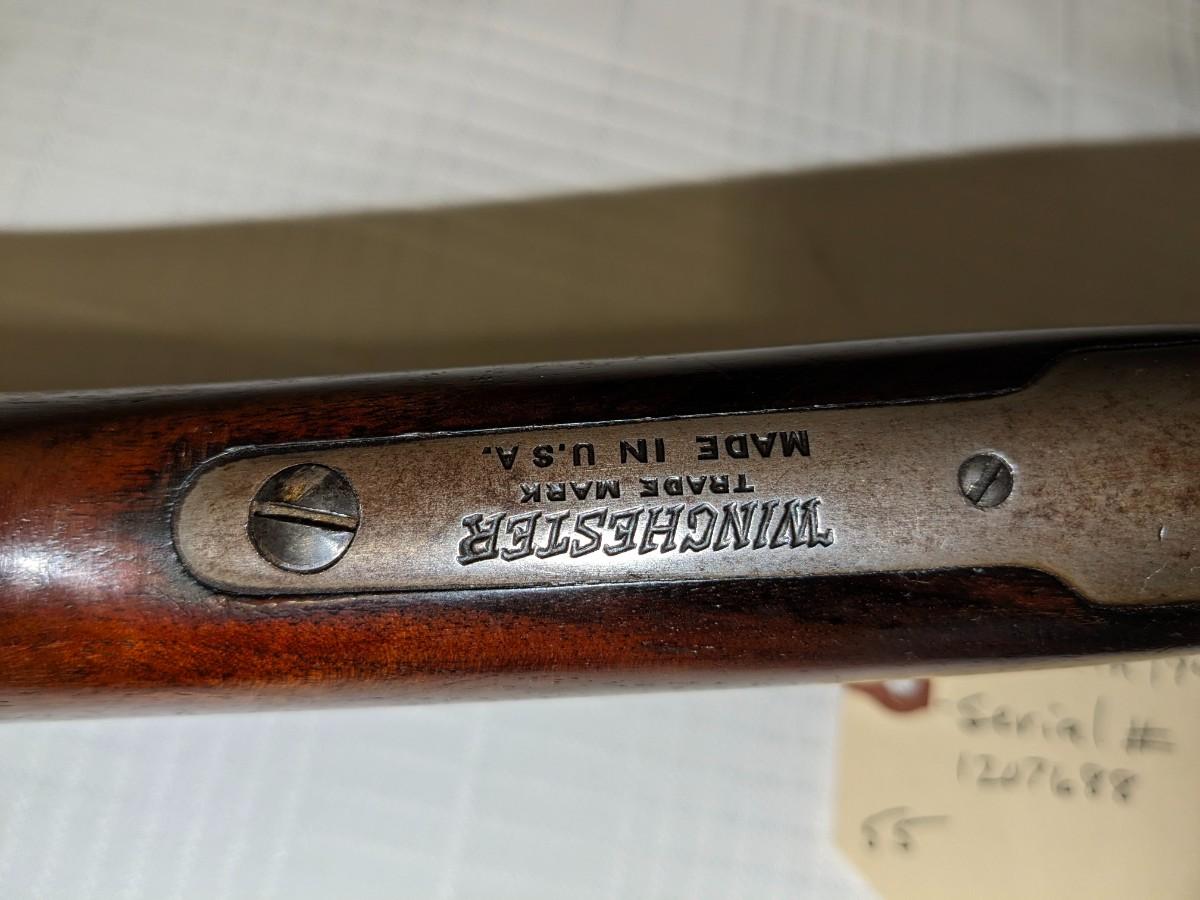 WINCHESTER
TRADE MARK
MADE IN U.S.A.
Serial #
1207688
55